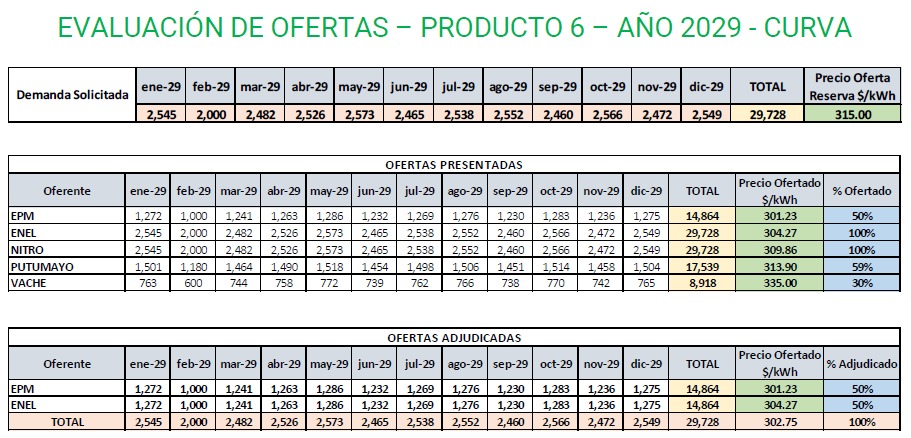 EVALUACIÓN DE OFERTAS – PRODUCTO 6 – AÑO 2029 - CURVA
Demanda Solicitada ene-29 feb-29 mar-29 abr-29 may-29 jun-29 jul-29 ago-29 sep-29 oct-29 nov-29 dic-29 TOTAL Precio Oferta Reserva $/kWh
2,545 2,000 2,482 2,526 2,573 2,465 2,538 2,552 2,460 2,566 2,472 2,549 29,728 315.00
OFERTAS PRESENTADAS
Oferente ene-29 feb-29 mar-29 abr-29 may-29 jun-29 jul-29 ago-29 sep-29 oct-29 nov-29 dic-29 TOTAL Precio Ofertado $/kWh % Ofertado
EPM 1,272 1,000 1,241 1,263 1,286 1,232 1,269 1,276 1,230 1,283 1,236 1,275 14,864 301.23 50%
ENEL 2,545 2,000 2,482 2,526 2,573 2,465 2,538 2,552 2,460 2,566 2,472 2,549 29,728 304.27 100%
NITRO 2,545 2,000 2,482 2,526 2,573 2,465 2,538 2,552 2,460 2,566 2,472 2,549 29,728 309.86 100%
PUTUMAYO 1,501 1,180 1,464 1,490 1,518 1,454 1,498 1,506 1,451 1,514 1,458 1,504 17,539 313.90 59%
VACHE 763 600 744 758 772 739 762 766 738 770 742 765 8,918 335.00 30%
OFERTAS ADJUDICADAS
Oferente ene-29 feb-29 mar-29 abr-29 may-29 jun-29 jul-29 ago-29 sep-29 oct-29 nov-29 dic-29 TOTAL Precio Ofertado $/kWh % Adjudicado
EPM 1,272 1,000 1,241 1,263 1,286 1,232 1,269 1,276 1,230 1,283 1,236 1,275 14,864 301.23 50%
ENEL 1,272 1,000 1,241 1,263 1,286 1,232 1,269 1,276 1,230 1,283 1,236 1,275 14,864 304.27 50%
TOTAL 2,545 2,000 2,482 2,526 2,573 2,465 2,538 2,552 2,460 2,566 2,472 2,549 29,728 302.75 100%